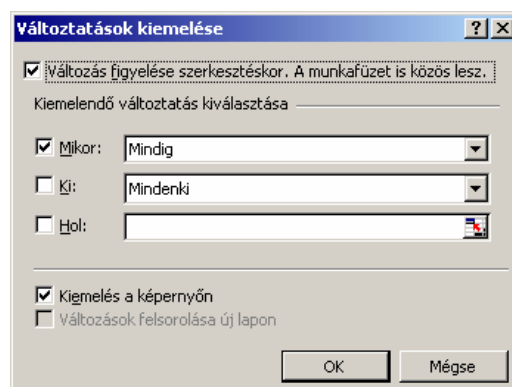 Változtatások kiemelése
Változás figyelése szerkesztéskor. A munkafüzet is közös lesz.
Kiemelendő változtatás kiválasztása
Mikor: Mindig
Ki: Mindenki
Hol:
Kiemelés a képernyőn
Változások felsorolása új lapon
OK Mégse